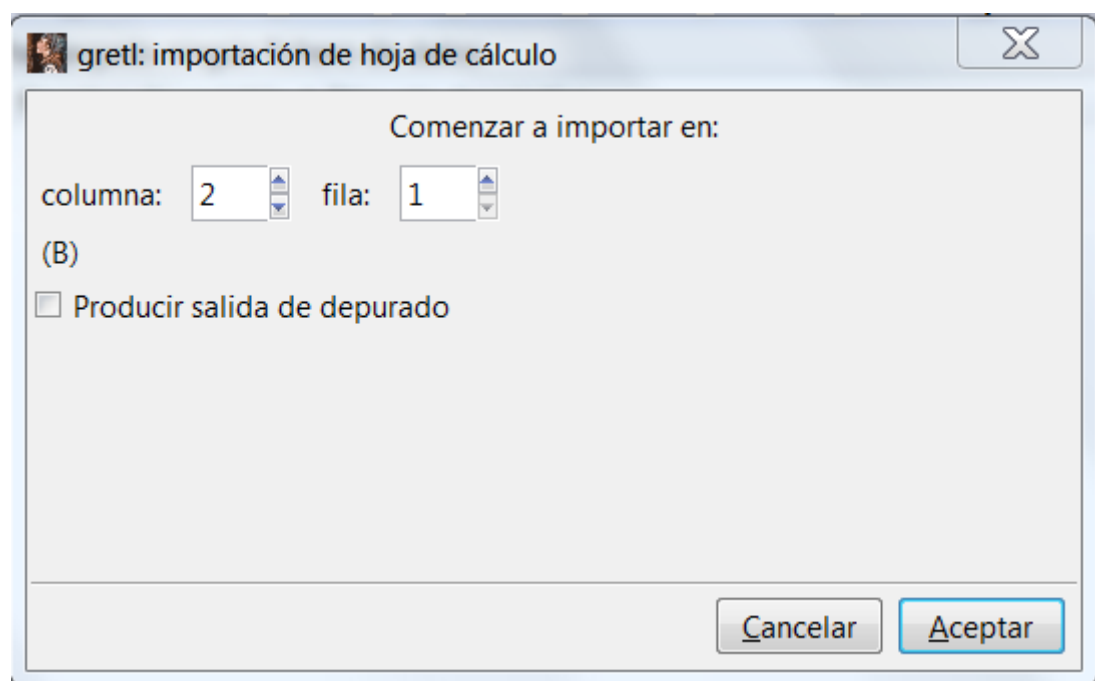 gretl: importación de hoja de cálculo
Comenzar a importar en:
columna: 2 fila: 1
(B)
Producir salida de depurado
Cancelar Aceptar